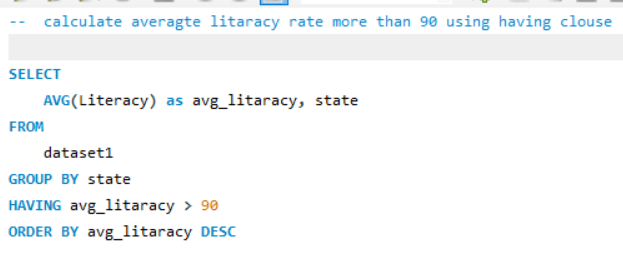 -- calculate averagte litaracy rate more than 90 using having clouse
SELECT
AVG(Literacy) as avg_litaracy, state
FROM
dataset1
GROUP BY state
HAVING avg_litaracy > 90
ORDER BY avg_litaracy DESC